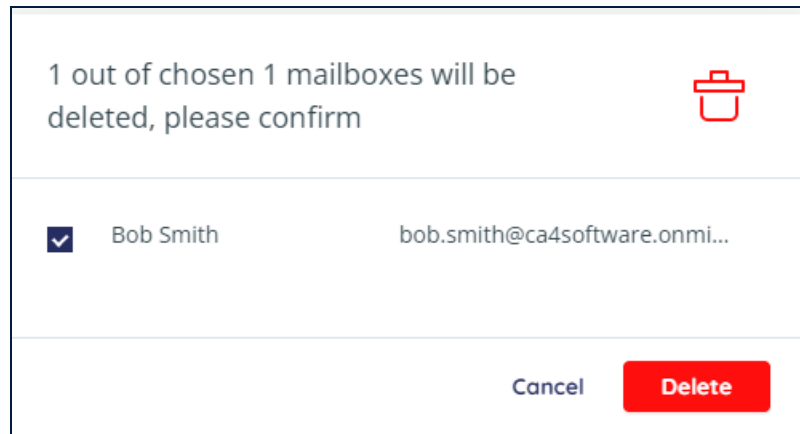 1 out of chosen 1 mailboxes will be
deleted, please confirm
Bob Smith bob.smith@ca4software.onmi...
Cancel Delete